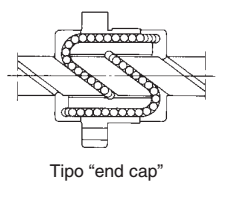 Tipo “end cap”